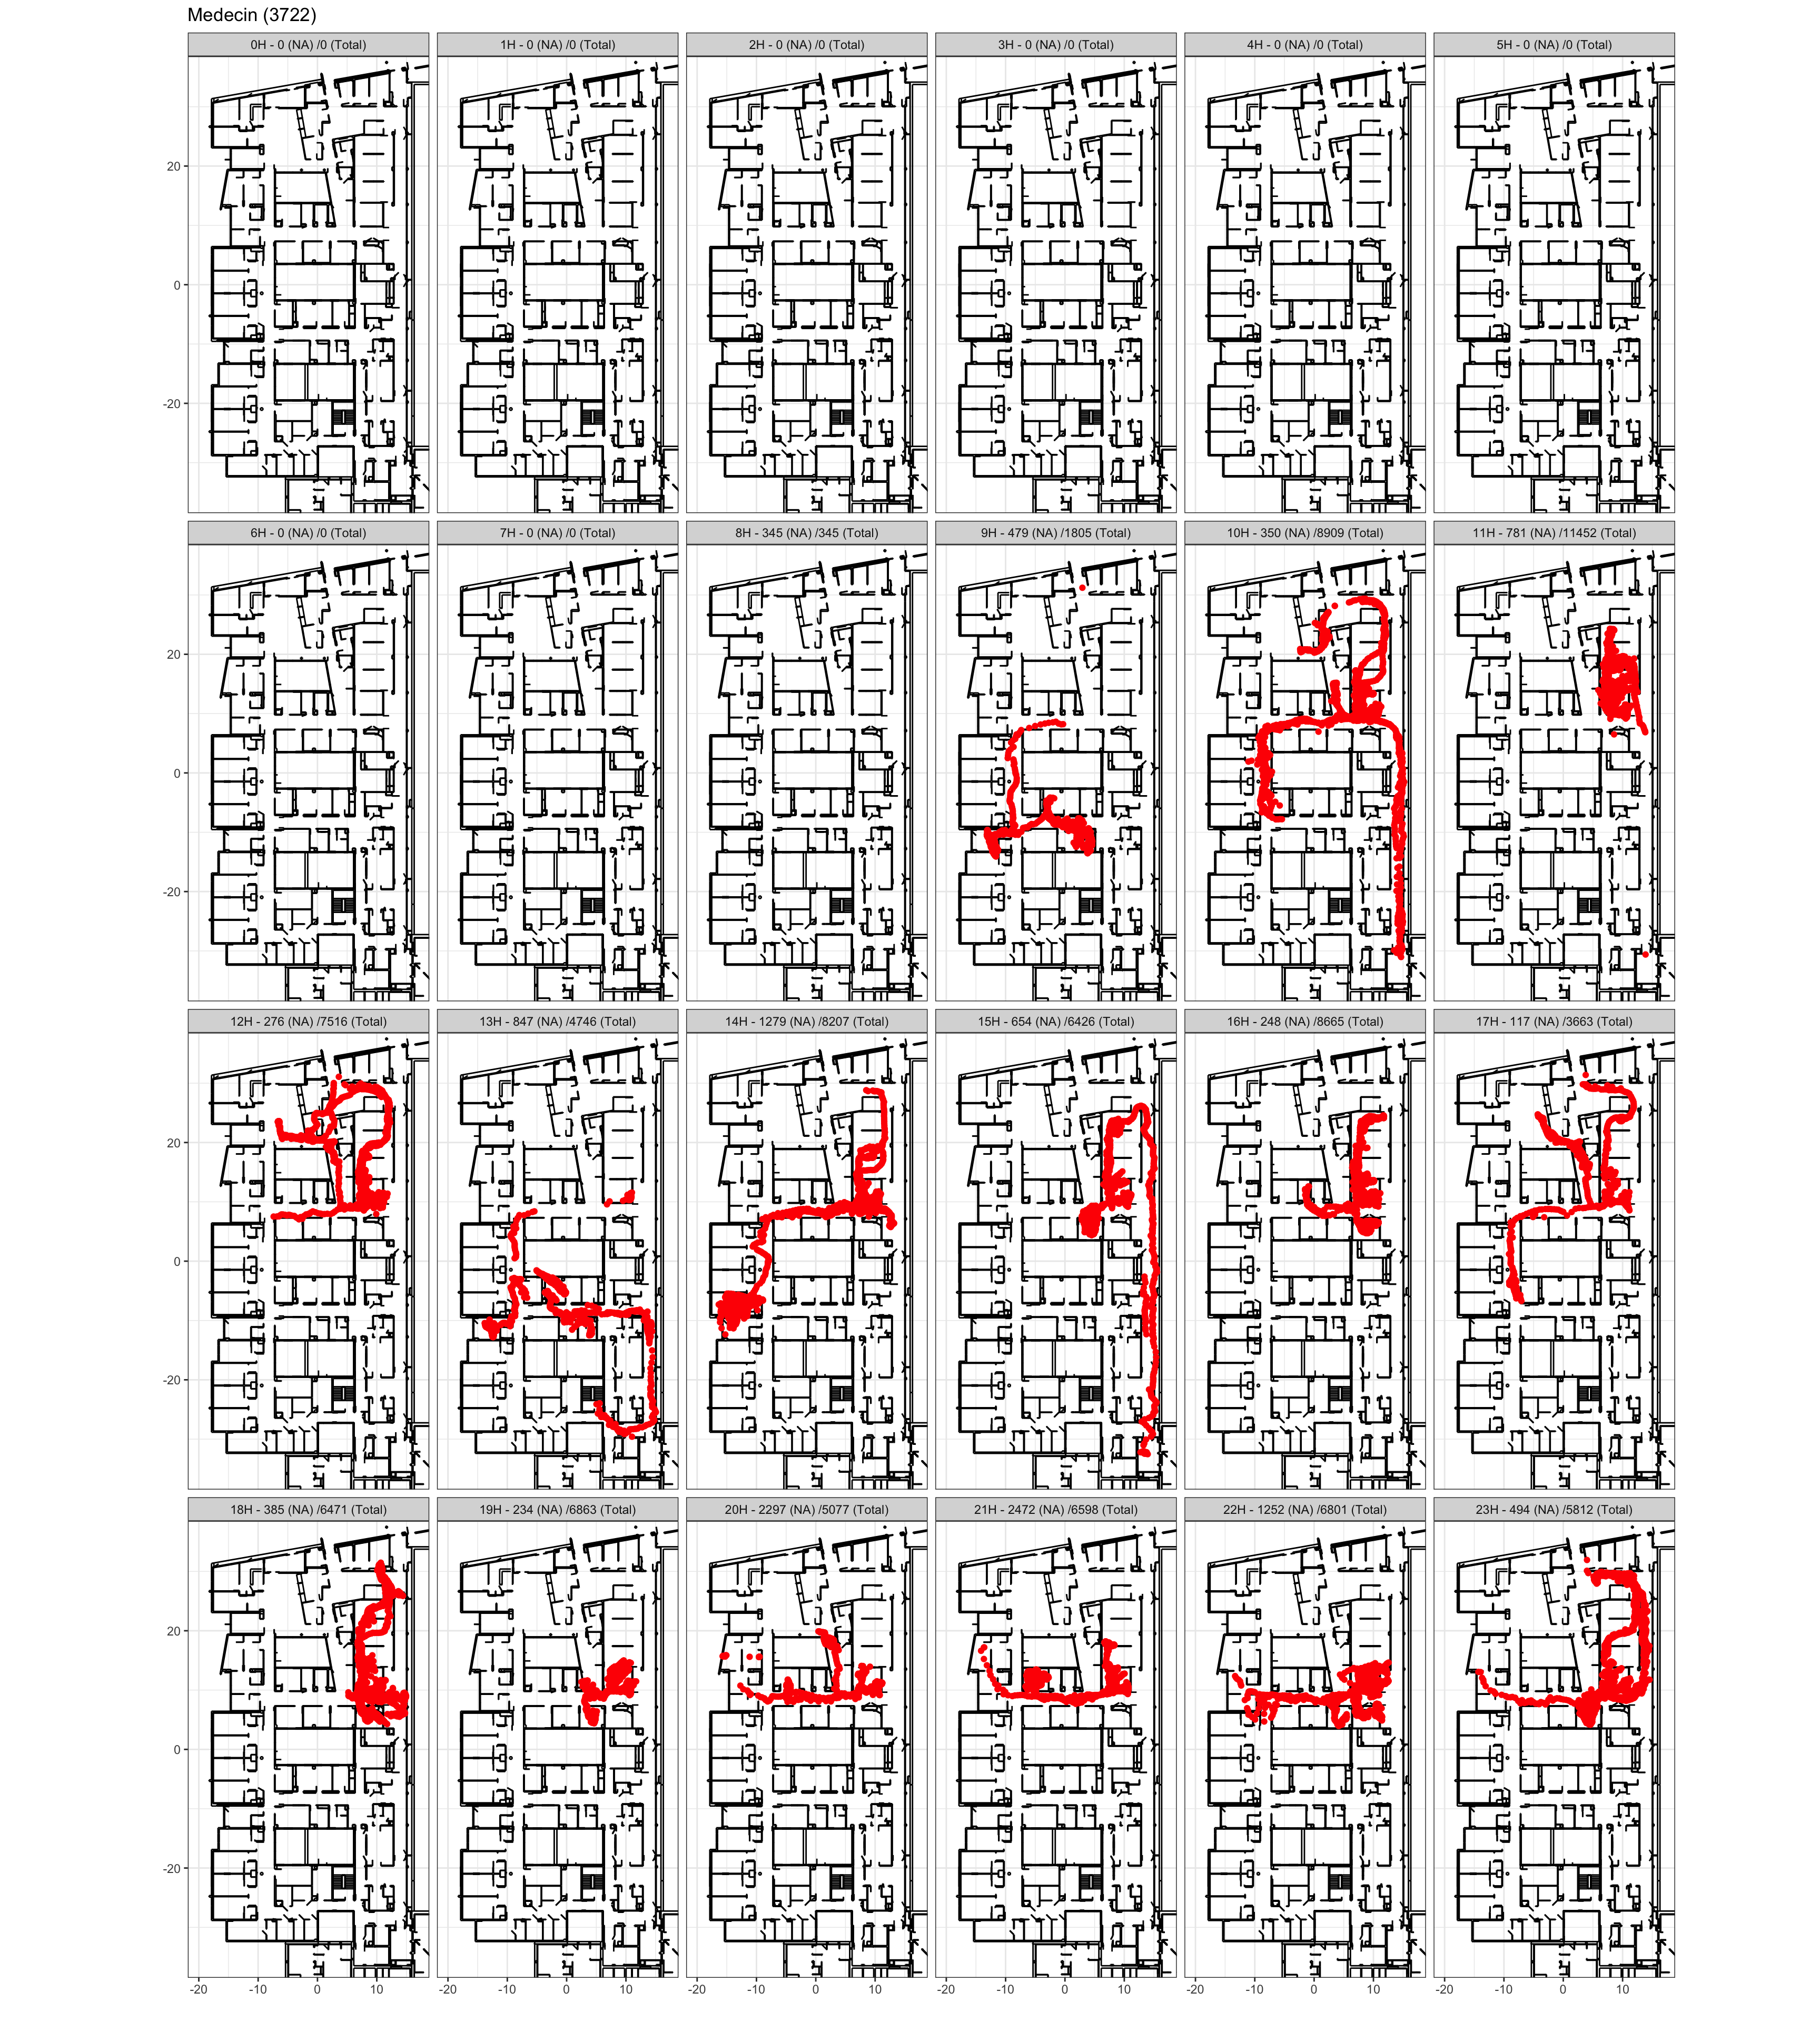 Medecin (3722)
0H - 0 (NA) /0 (Total) 1H - 0 (NA) /0 (Total) 2H - 0 (NA) /0 (Total) 3H - 0 (NA) /0 (Total) 4H - 0 (NA) /0 (Total) 5H - 0 (NA) /0 (Total)
20
0
-20
6H - 0 (NA) /0 (Total) 7H - 0 (NA) /0 (Total) 8H - 345 (NA) /345 (Total) 9H - 479 (NA) /1805 (Total) 10H - 350 (NA) /8909 (Total) 11H - 781 (NA) /11452 (Total)
20
0
-20
12H - 276 (NA) /7516 (Total) 13H - 847 (NA) /4746 (Total) 14H - 1279 (NA) /8207 (Total) 15H - 654 (NA) /6426 (Total) 16H - 248 (NA) /8665 (Total) 17H - 117 (NA) /3663 (Total)
20
0
-20
18H - 385 (NA) /6471 (Total) 19H - 234 (NA) /6863 (Total) 20H - 2297 (NA) /5077 (Total) 21H - 2472 (NA) /6598 (Total) 22H - 1252 (NA) /6801 (Total) 23H - 494 (NA) /5812 (Total)
20
0
-20
-20 -10 0 10 -20 -10 0 10 -20 -10 0 10 -20 -10 0 10 -20 -10 0 10 -20 -10 0 10